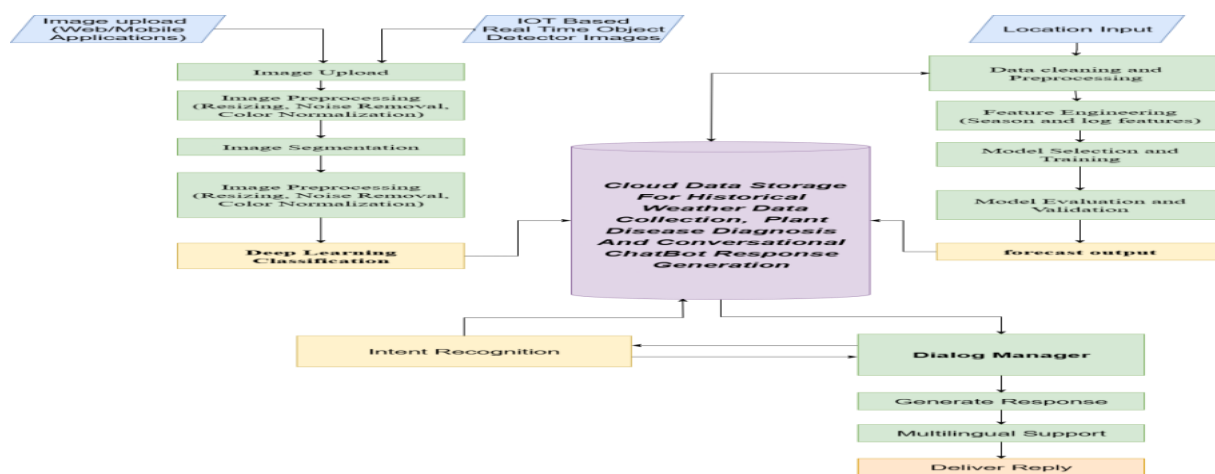 Image upload
(Web/Mobile
Applications)
IOT Based
Real Time Object
Detector Images
Image Upload
Image Preprocessing
(Resizing, Noise Removal,
Color Normalization)
Image Segmentation
Image Preprocessing
(Resizing, Noise Removal,
Color Normalization)
Deep Learning
Classification
Cloud Data Storage
For Historical
Weather Data
Collection, Plant
Disease Diagnosis
And Conversational
ChatBot Response
Generation
Location Input
Data cleaning and
Preprocessing
Feature Engineering
(Season and log features)
Model Selection and
Training
Model Evaluation and
Validation
forecast output
Intent Recognition
Dialog Manager
Generate Response
Multilingual Support
Deliver Reply